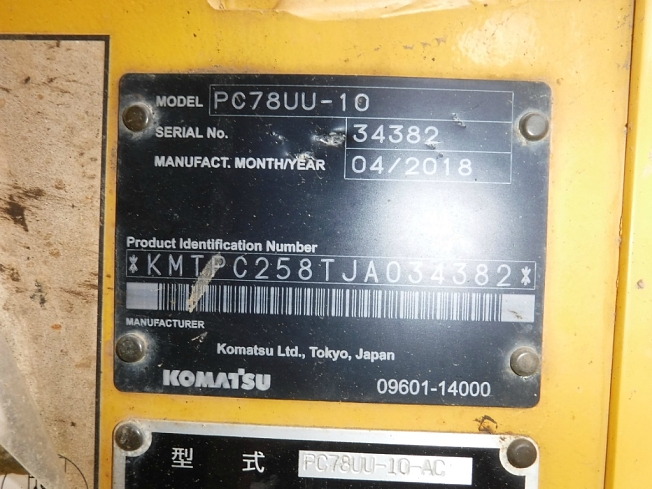 MODEL PC78UU-10
SERIAL No. 34382
MANUFACT. MONTH/YEAR 04/2018
Product Identification Number
*KMTPC258TJA034382*
MANUFACTURER
Komatsu Ltd., Tokyo, Japan
KOMATSU 09601-14000
型 式 PC78UU-10-AC